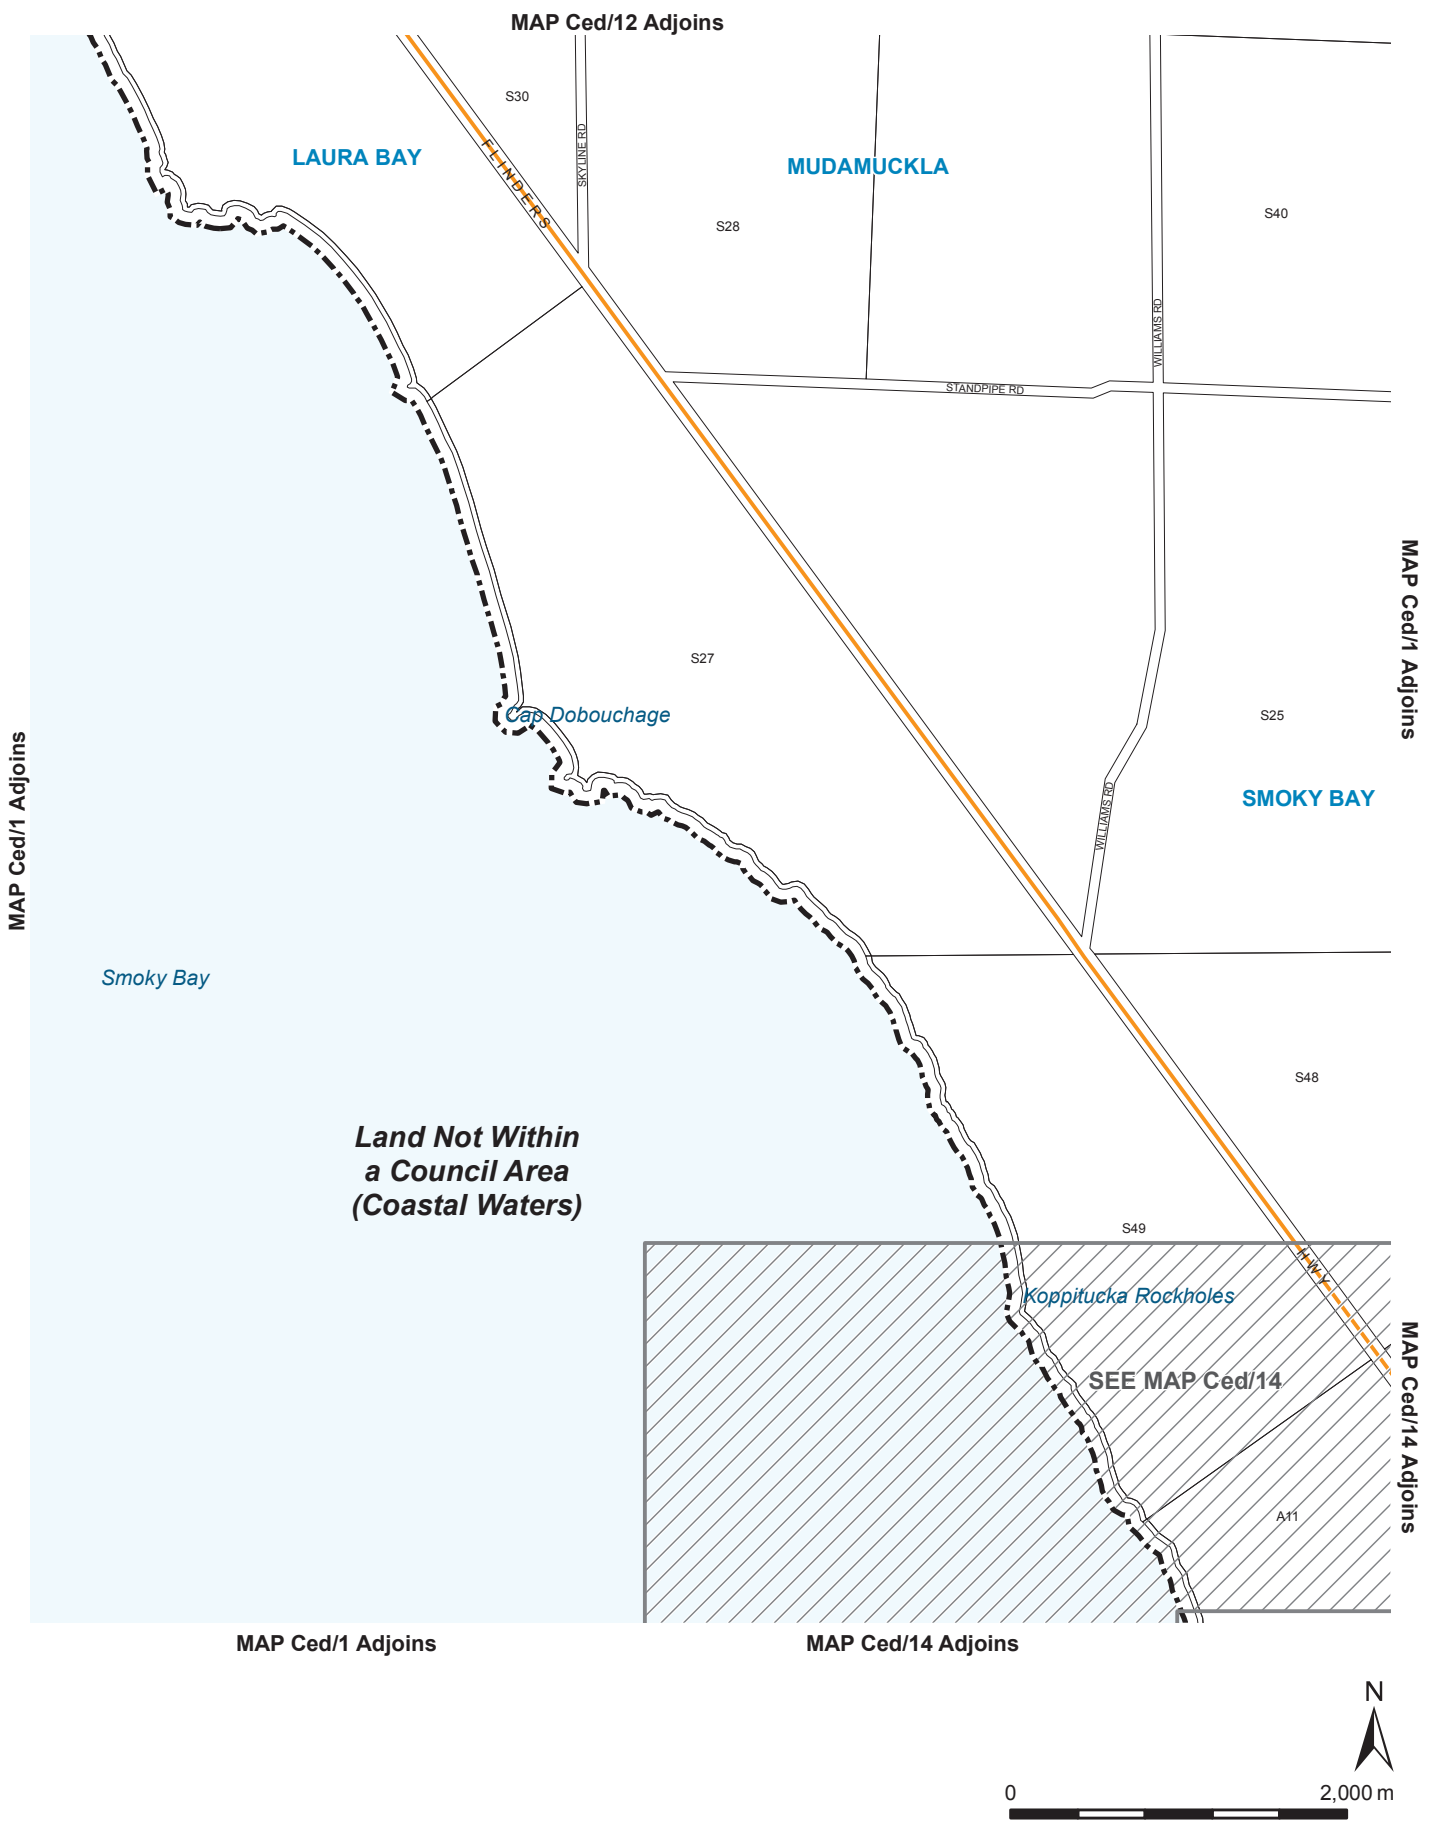 MAP Ced/12 Adjoins
S30
SKYLINE RD
LAURA BAY
FLINDERS
MUDAMUCKLA
S28
S40
WILLIAMS RD
STANDPIPE RD
MAP Ced/1 Adjoins
S27
Cap Dobouchage
S25
SMOKY BAY
WILLIAMS RD
MAP Ced/1 Adjoins
Smoky Bay
S48
Land Not Within
a Council Area
(Coastal Waters)
S49
HWY
Koppitucka Rockholes
SEE MAP Ced/14
MAP Ced/14 Adjoins
A11
MAP Ced/1 Adjoins
MAP Ced/14 Adjoins
N
0
2,000 m